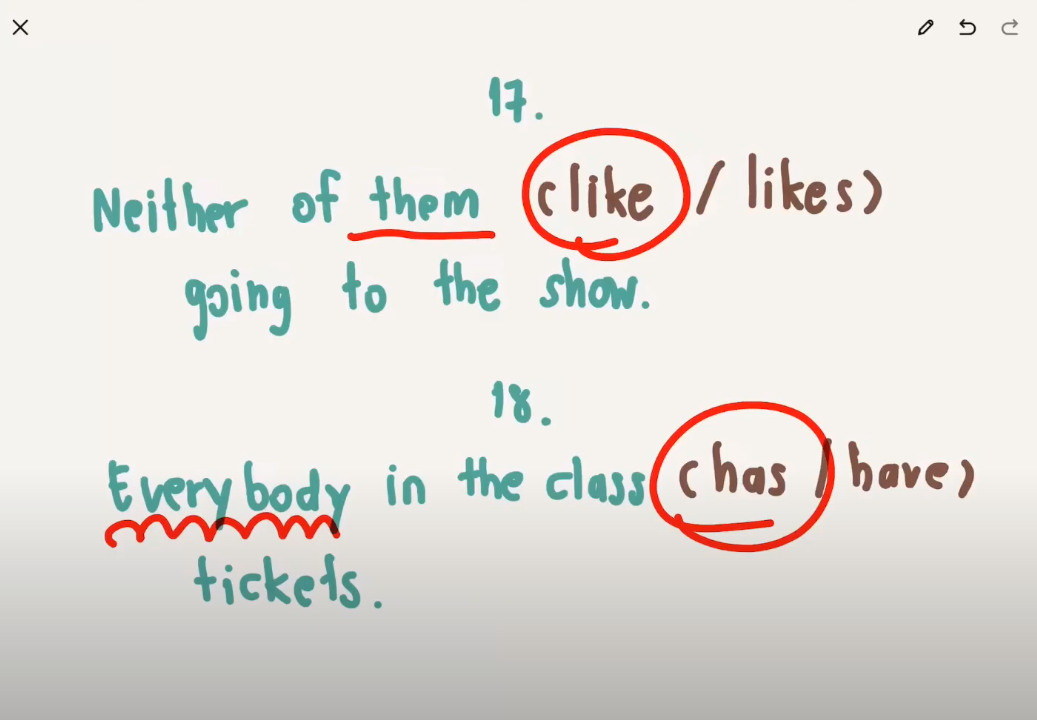 17.
Neither of them (like / likes)
going to the show.
18.
Everybody in the class (has / have)
tickets.